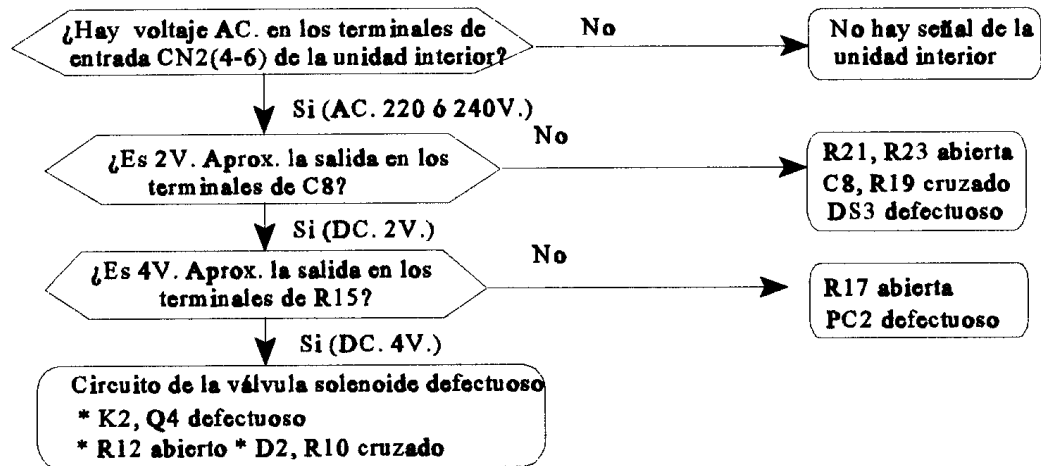 ¿Hay voltaje AC. en los terminales de
entrada CN2(4-6) de la unidad interior?
No
No hay señal de la
unidad interior
Si (AC. 220 ó 240V.)
¿Es 2V. Aprox. la salida en los
terminales de C8?
No
R21, R23 abierta
C8, R19 cruzado
DS3 defectuoso
Si (DC. 2V.)
¿Es 4V. Aprox. la salida en los
terminales de R15?
No
R17 abierta
PC2 defectuoso
Si (DC. 4V.)
Circuito de la válvula solenoide defectuoso
* K2, Q4 defectuoso
* R12 abierto * D2, R10 cruzado